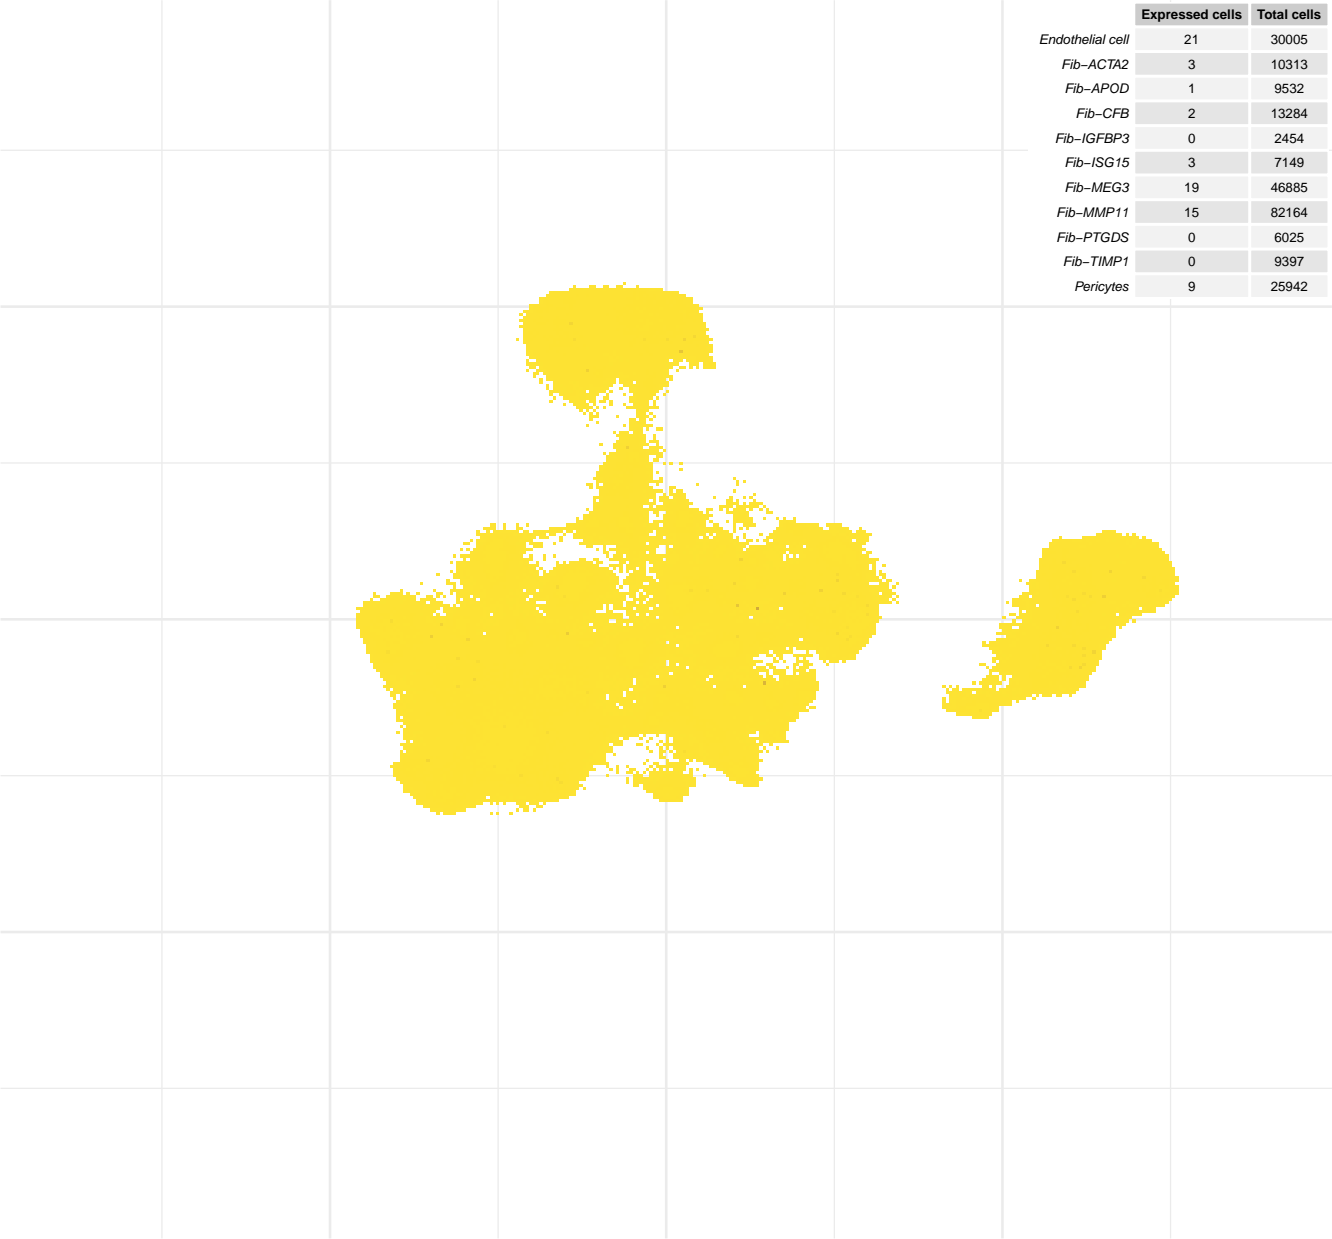 Expressed cells Total cells
Endothelial cell 21 30005
Fib−ACTA2 3 10313
Fib−APOD 1 9532
Fib−CFB 2 13284
Fib−IGFBP3 0 2454
Fib−ISG15 3 7149
Fib−MEG3 19 46885
Fib−MMP11 15 82164
Fib−PTGDS 0 6025
Fib−TIMP1 0 9397
Pericytes 9 25942